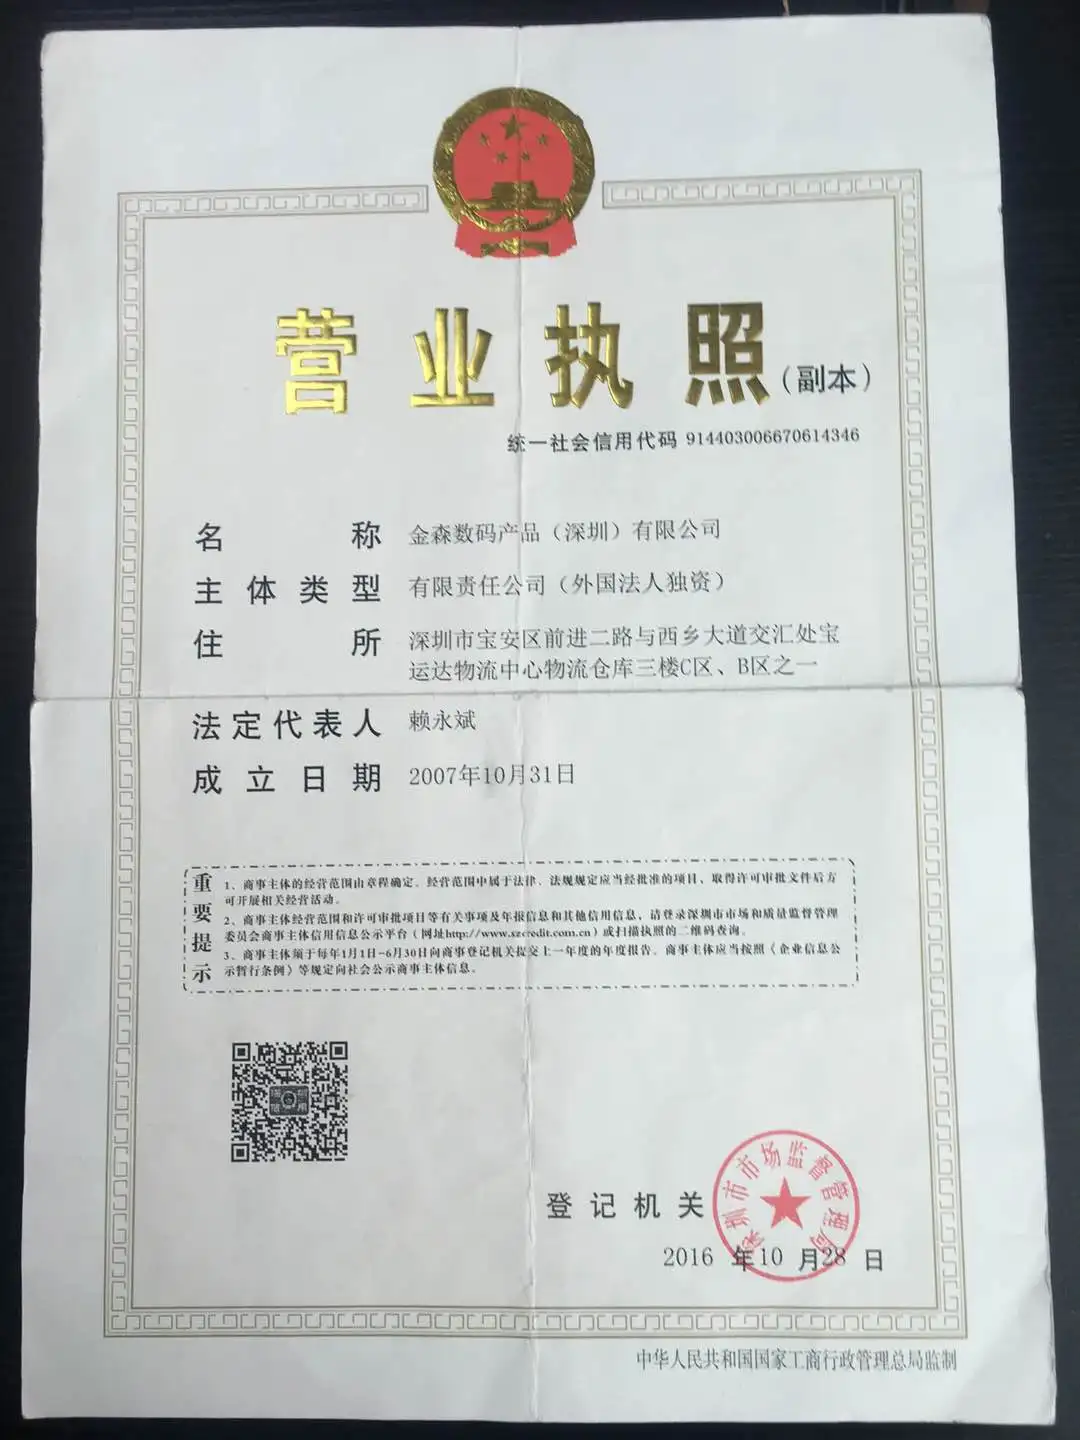 营业执照(副本)
统一社会信用代码 914403006670614346
名称 金森数码产品（深圳）有限公司
主体类型 有限责任公司（外国法人独资）
住所 深圳市宝安区前进二路与西乡大道交汇处宝
运达物流中心物流仓库三楼C区、B区之一
法定代表人 赖永斌
成立日期 2007年10月31日
重要提示
1、商事主体的经营范围由章程确定。经营范围中属于法律、法规规定应当经批准的项目，取得许可审批文件后方
可开展相关经营活动。
2、商事主体经营范围和许可审批项目等有关事项及年报信息和其他信用信息，请登录深圳市市场和质量监督管理
委员会商事主体信用信息公示平台（网址http://www.szcredit.com.cn）或扫描执照的二维码查询。
3、商事主体须于每年1月1日-6月30日向商事登记机关提交上一年度的年度报告。商事主体应当按照《企业信息公
示暂行条例》等规定向社会公示商事主体信息。
登记机关
深圳市市场监督管理局
2016 年 10 月 28 日
中华人民共和国国家工商行政管理总局监制